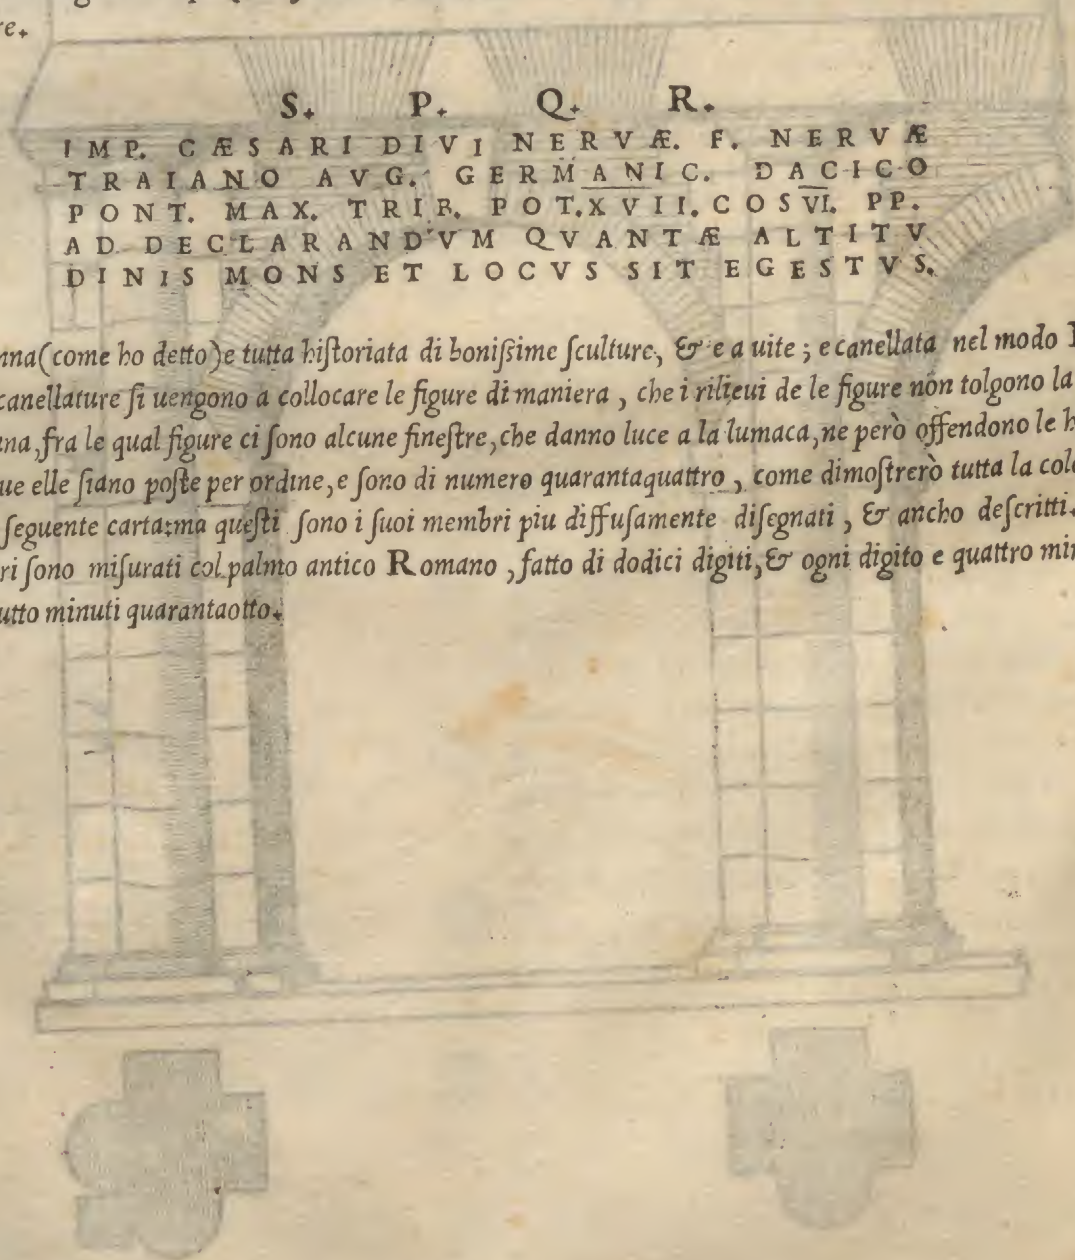 re.
S. P. Q. R.
IMP. CÆSARI DIVI NERVÆ. F. NERVÆ
TRAIANO AVG. GERMANIC. DACICO
PONT. MAX. TRIB. POT. XVII. COS VI. PP.
AD DECLARANDVM QVANTÆ ALTITV
DINIS MONS ET LOCVS SIT EGESTVS.
nna (come ho detto) e tutta hiſtoriata di boniſsime ſculture, & e a uite; e canellata nel modo
canellature ſi uengono a collocare le figure di maniera, che i rilieui de le figure non tolgono la
na, fra le qual figure ci ſono alcune fineſtre, che danno luce a la lumaca, ne però offendono le
ue elle ſiano poſte per ordine, e ſono di numero quarantaquattro, come dimoſtrerò tutta la colo
ſeguente carta: ma queſti ſono i ſuoi membri piu diffuſamente diſegnati, & ancho deſcritti.
ri ſono miſurati col palmo antico Romano, fatto di dodici digiti, & ogni digito e quattro min
utto minuti quarantaotto.